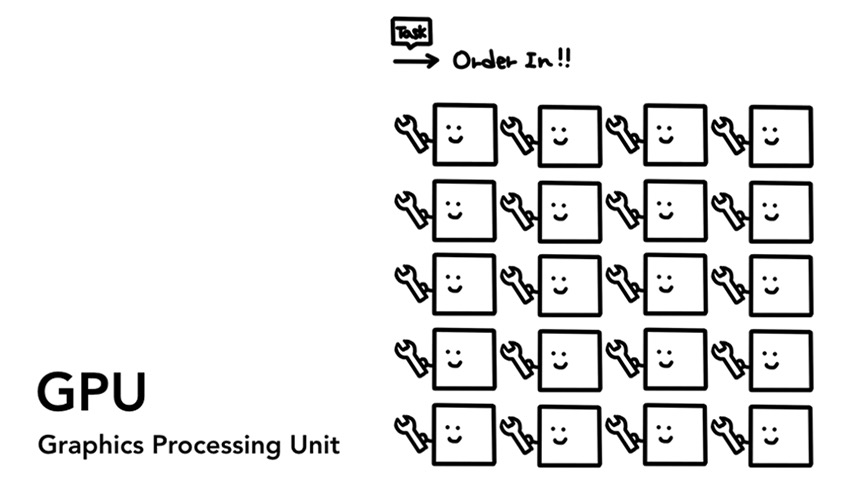 Task
Order In!!
GPU
Graphics Processing Unit